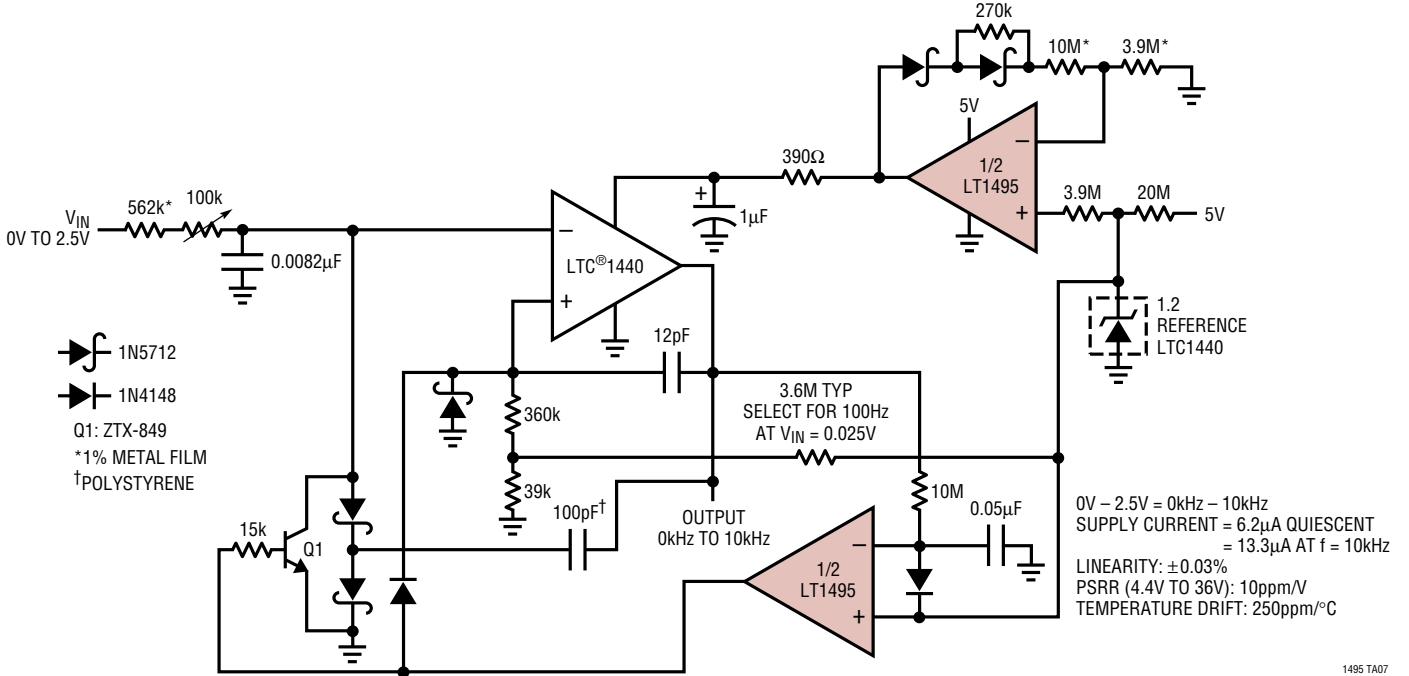 270k
10M*
3.9M*
5V
390Ω
1/2
LT1495
−
+
3.9M
20M
5V
+
1µF
562k*
100k
VIN
0V TO 2.5V
0.0082µF
−
LTC®1440
+
1.2
REFERENCE
LTC1440
12pF
1N5712
1N4148
Q1: ZTX-849
*1% METAL FILM
†POLYSTYRENE
360k
3.6M TYP
SELECT FOR 100Hz
AT VIN = 0.025V
39k
100pF†
OUTPUT
0kHz TO 10kHz
10M
0.05µF
15k
Q1
1/2
LT1495
−
+
0V – 2.5V = 0kHz – 10kHz
SUPPLY CURRENT = 6.2µA QUIESCENT
= 13.3µA AT f = 10kHz
LINEARITY: ±0.03%
PSRR (4.4V TO 36V): 10ppm/V
TEMPERATURE DRIFT: 250ppm/°C
1495 TA07